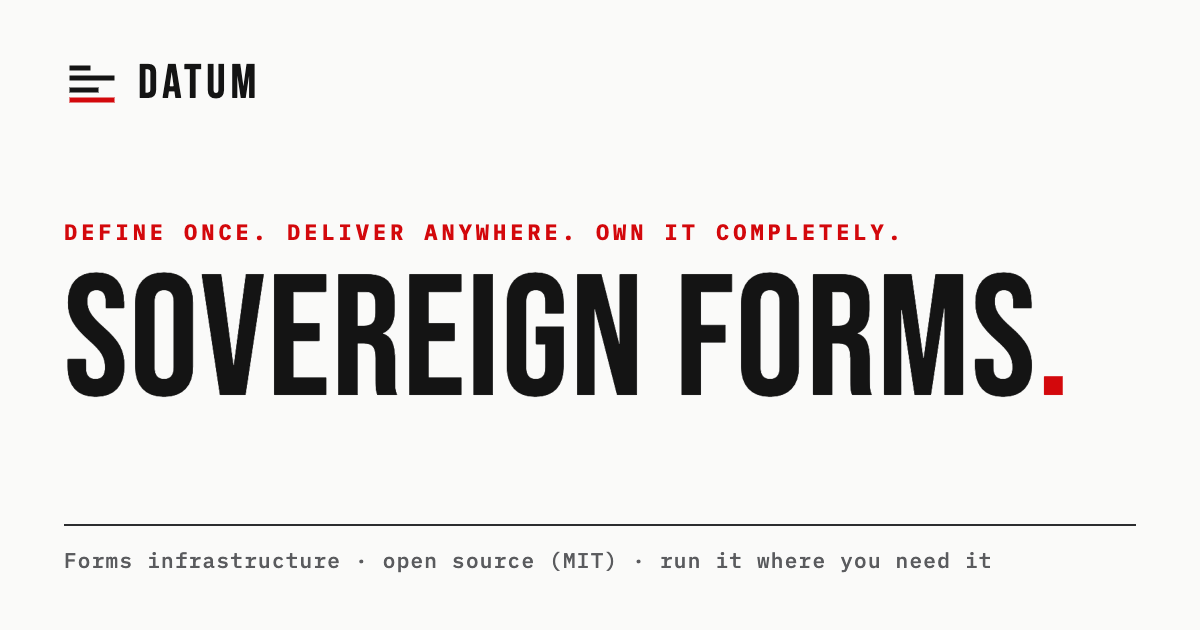 DATUM
DEFINE ONCE. DELIVER ANYWHERE. OWN IT COMPLETELY.
SOVEREIGN FORMS.
Forms infrastructure · open source (MIT) · run it where you need it